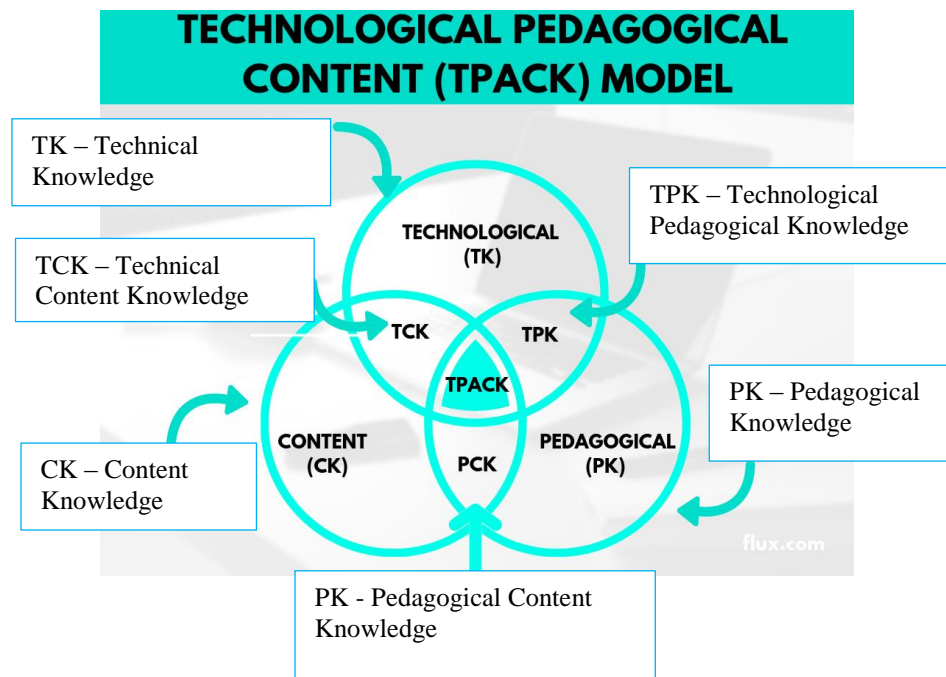 TECHNOLOGICAL PEDAGOGICAL
CONTENT (TPACK) MODEL
TK – Technical
Knowledge
TPK – Technological
Pedagogical Knowledge
TECHNOLOGICAL
(TK)
TCK – Technical
Content Knowledge
TCK
TPK
TPACK
PK – Pedagogical
Knowledge
CONTENT
(CK)
PEDAGOGICAL
(PK)
PCK
CK – Content
Knowledge
flux.com
PK - Pedagogical Content
Knowledge